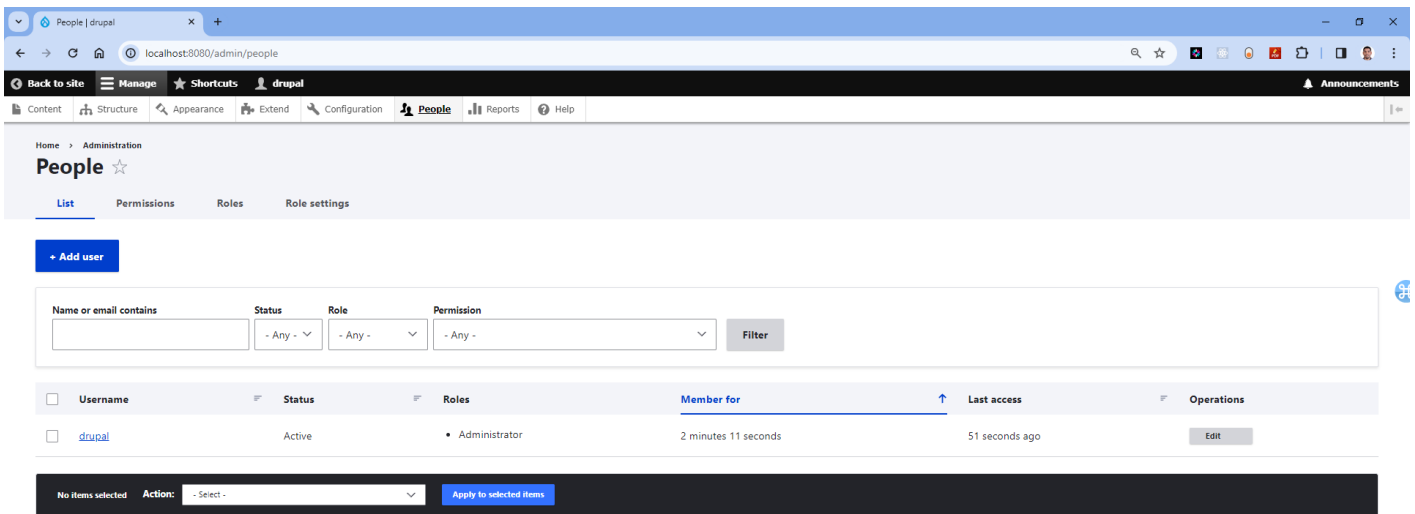 People | drupal
localhost:8080/admin/people
Back to site Manage Shortcuts drupal Announcements
Content Structure Appearance Extend Configuration People Reports Help
Home › Administration
People
List Permissions Roles Role settings
+ Add user
Name or email contains Status Role Permission
- Any - - Any - - Any - Filter
Username Status Roles Member for Last access Operations
drupal Active • Administrator 2 minutes 11 seconds 51 seconds ago Edit
No items selected Action: - Select - Apply to selected items